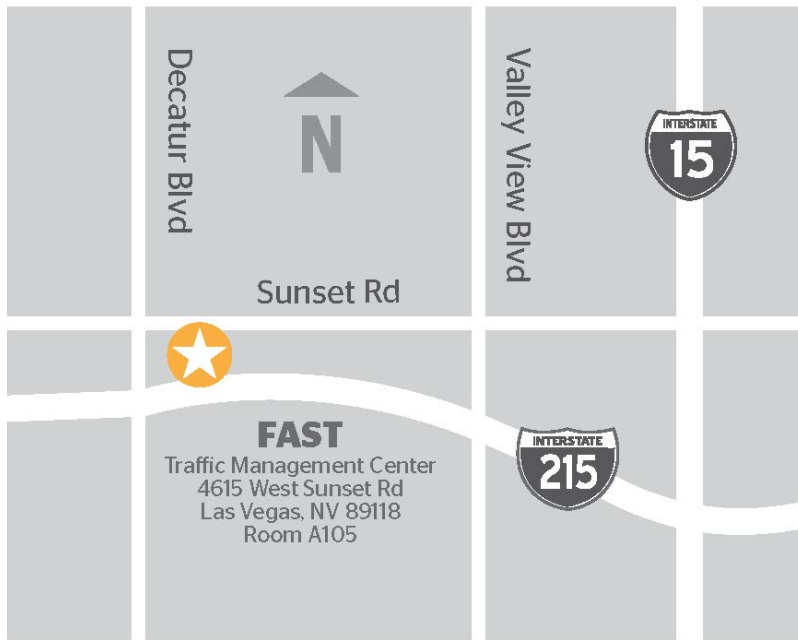 Decatur Blvd
N
Valley View Blvd
INTERSTATE
15
Sunset Rd
FAST
Traffic Management Center
4615 West Sunset Rd
Las Vegas, NV 89118
Room A105
INTERSTATE
215